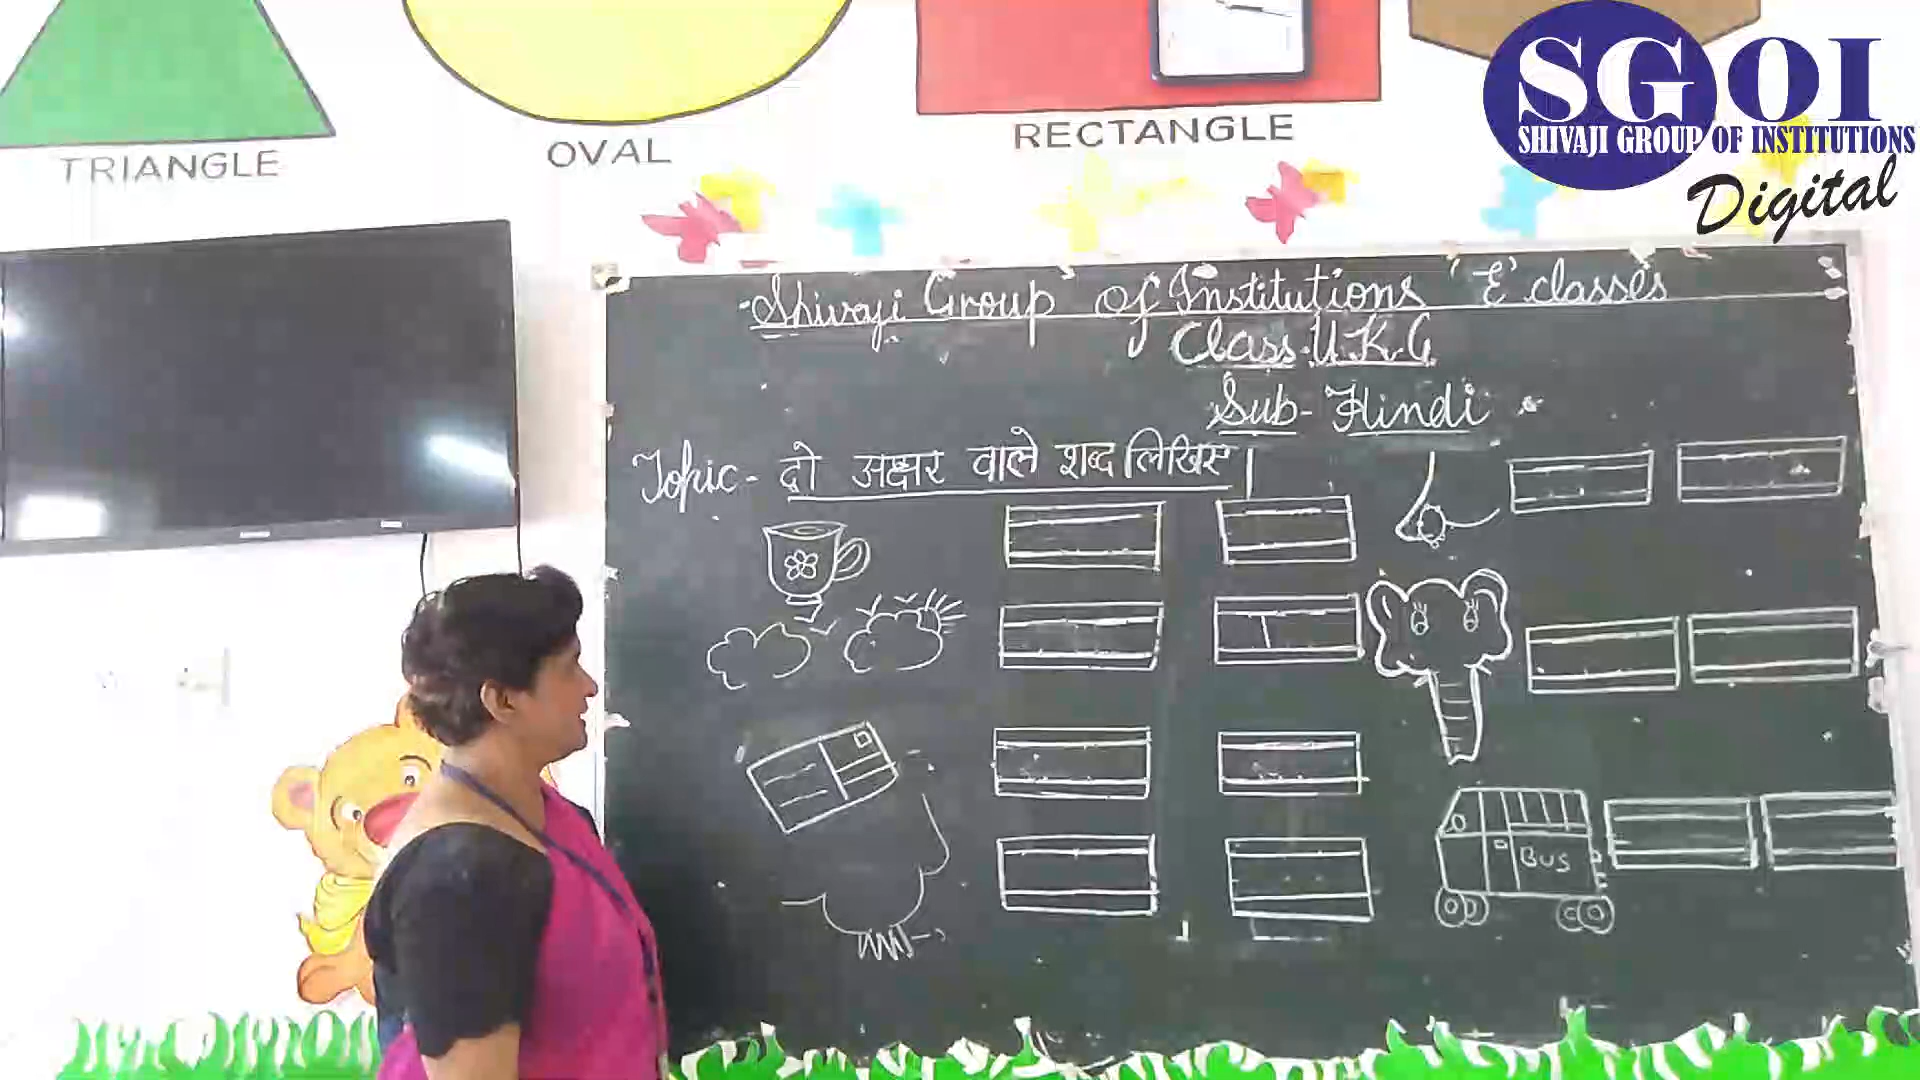 TRIANGLE
OVAL
RECTANGLE
SGOI
SHIVAJI GROUP OF INSTITUTIONS
Digital
Shivaji Group Of Institutions 'E' classes
Class-U.K.G
Sub- Hindi
Topic- दो अक्षर वाले शब्द लिखिए।
BUS